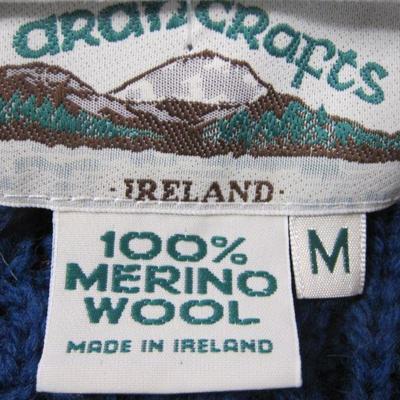 arancrafts
· IRELAND ·
100%
MERINO
WOOL
MADE IN IRELAND
M